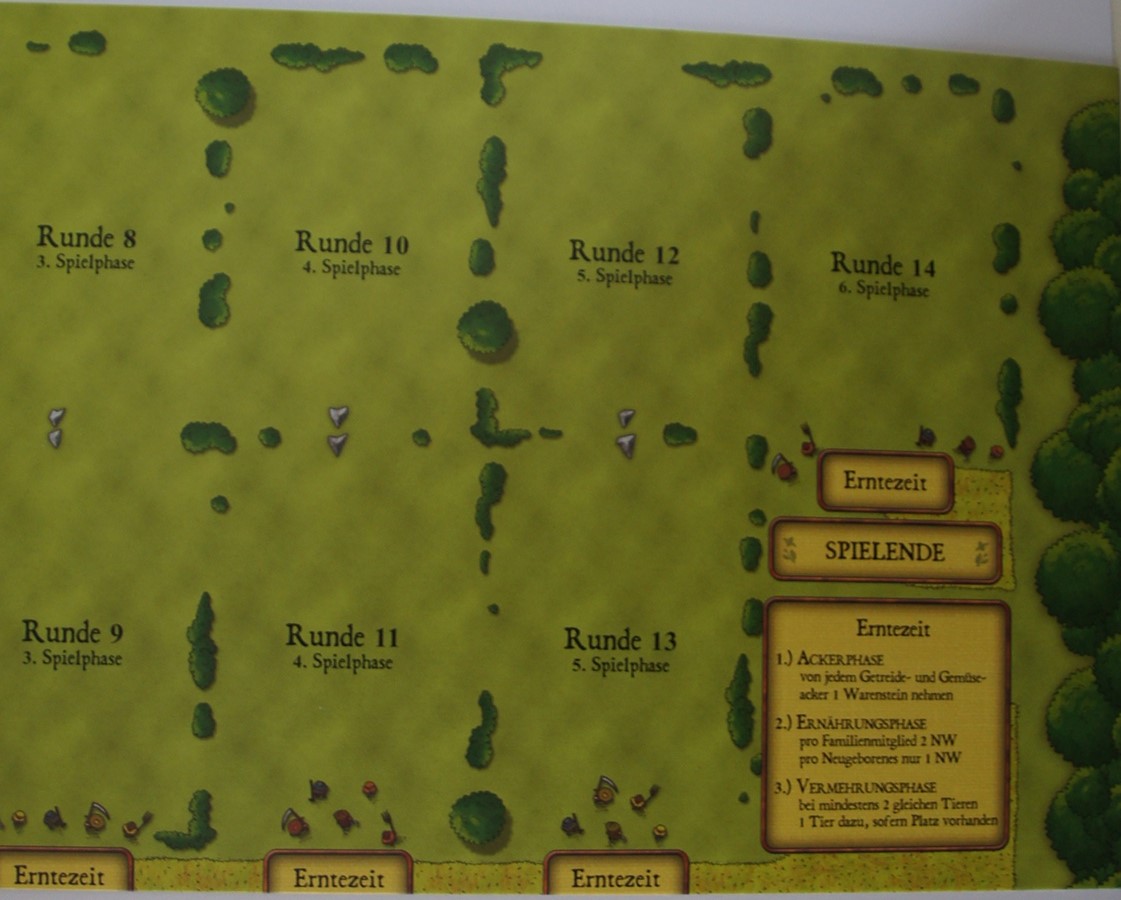 Runde 8
3. Spielphase
Runde 10
4. Spielphase
Runde 12
5. Spielphase
Runde 14
6. Spielphase
Erntezeit
SPIELENDE
Runde 9
3. Spielphase
Runde 11
4. Spielphase
Runde 13
5. Spielphase
Erntezeit
1.) ACKERPHASE
von jedem Getreide- und Gemüse-
acker 1 Warenstein nehmen
2.) ERNÄHRUNGSPHASE
pro Familienmitglied 2 NW
pro Neugeborenes nur 1 NW
3.) VERMEHRUNGSPHASE
bei mindestens 2 gleichen Tieren
1 Tier dazu, sofern Platz vorhanden
Erntezeit
Erntezeit
Erntezeit